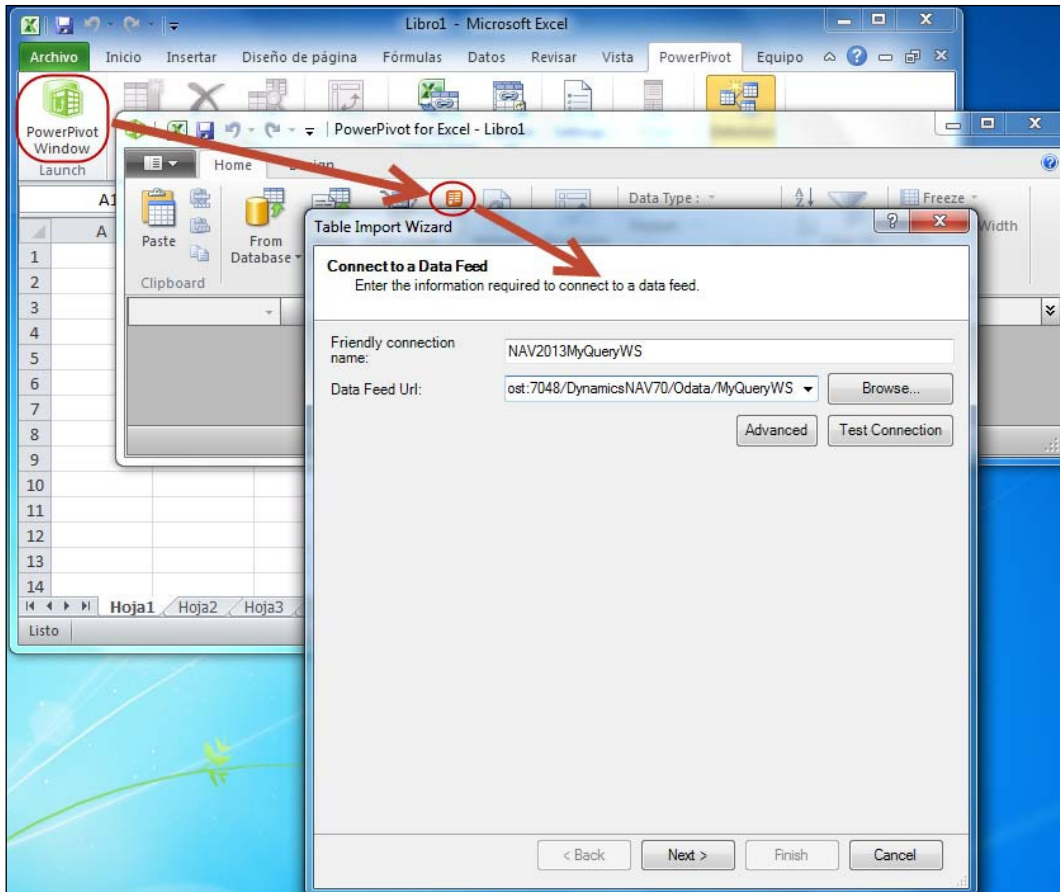 Libro1 - Microsoft Excel
Archivo Inicio Insertar Diseño de página Fórmulas Datos Revisar Vista PowerPivot Equipo
PowerPivot
Window
Launch
PowerPivot for Excel - Libro1
Home
Paste
From
Database
Data Type :
Freeze
Width
Clipboard
A1
A
1
2
3
4
5
6
7
8
9
10
11
12
13
14
Hoja1 Hoja2 Hoja3
Listo
Table Import Wizard
Connect to a Data Feed
Enter the information required to connect to a data feed.
Friendly connection
name:
NAV2013MyQueryWS
Data Feed Url:
ost:7048/DynamicsNAV70/Odata/MyQueryWS
Browse...
Advanced
Test Connection
< Back
Next >
Finish
Cancel